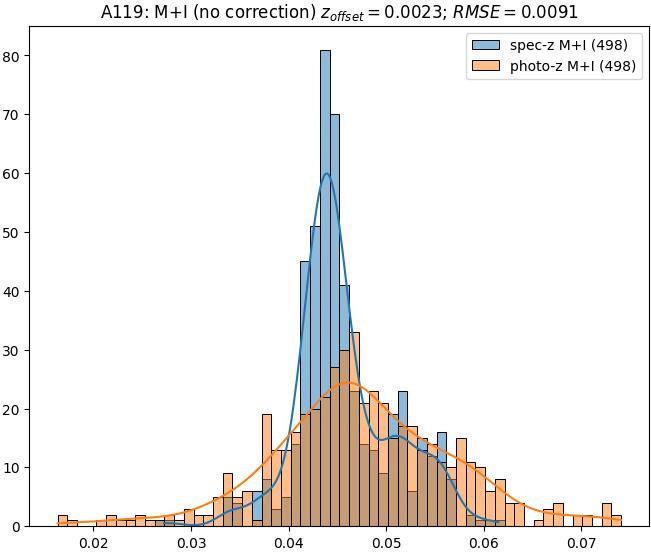 A119: M+I (no correction) z_offset = 0.0023; RMSE = 0.0091
spec-z M+I (498)
photo-z M+I (498)
80
70
60
50
40
30
20
10
0
0.02 0.03 0.04 0.05 0.06 0.07